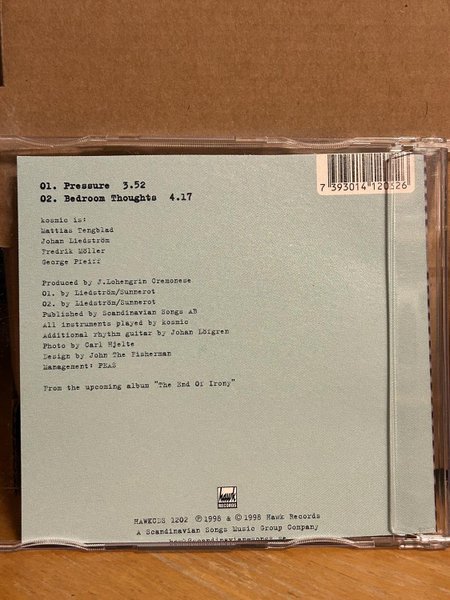 01. Pressure 3.52
02. Bedroom Thoughts 4.17
7 393014 120326
kosmic is:
Mattias Tengblad
Johan Liedström
Fredrik Möller
George Pfeiff
Produced by J.Lohengrin Cremonese
01. by Liedström/Sunnerot
02. by Liedström/Sunnerot
Published by Scandinavian Songs AB
All instruments played by kosmic
Additional rhythm guitar by Johan Löfgren
Photo by Carl Hjelte
Design by John The Fisherman
Management: PEAS
From the upcoming album "The End Of Irony"
hawk
RECORDS
HAWKCDS 1202 ℗ 1998 & © 1998 Hawk Records
A Scandinavian Songs Music Group Company